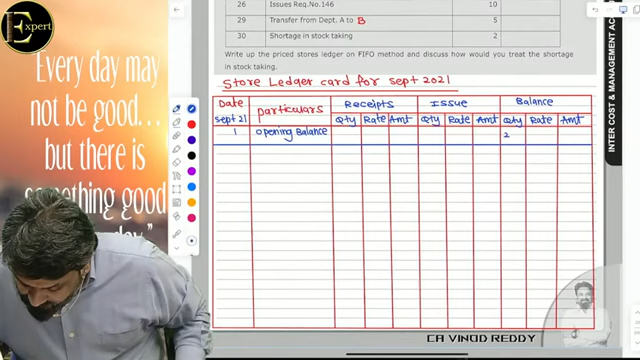 Expert
"Every day may
not be good...
but there is
something good
day."
26 Issues Req.No.146 10
29 Transfer from Dept. A to B 5
30 Shortage in stock taking 2
Write up the priced stores ledger on FIFO method and discuss how would you treat the shortage
in stock taking.
Store Ledger card for sept 2021
Date particulars Receipts Issue Balance
sept 21 Qty Rate Amt Qty Rate Amt Qty Rate Amt
1 opening Balance 2
INTER COST & MANAGEMENT AC
CA VINOD REDDY